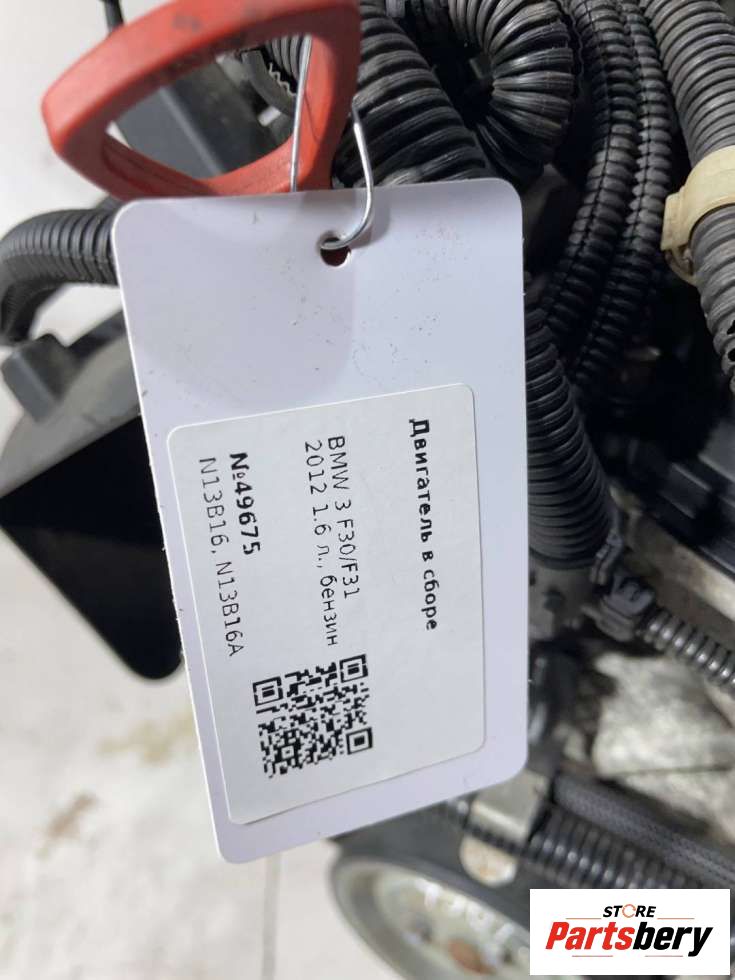 Двигатель в сборе
BMW 3 F30/F31
2012 1.6 л., бензин
№49675
N13B16, N13B16A
STORE
Partsbery